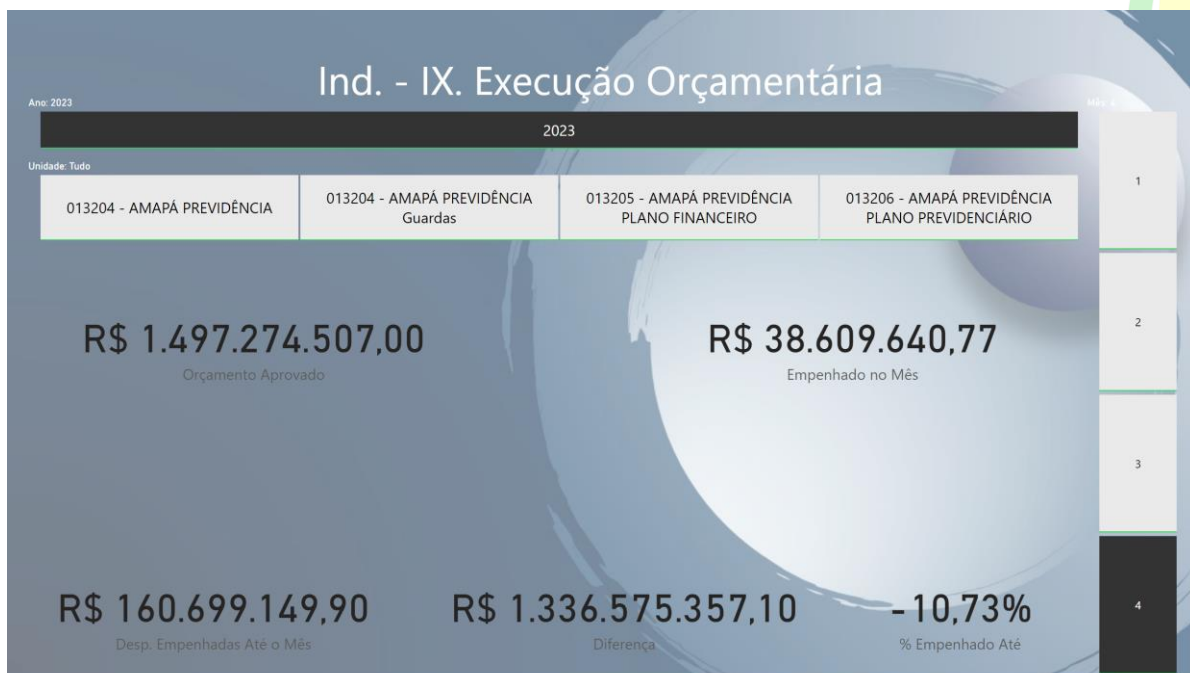 Ind. - IX. Execução Orçamentária
Ano: 2023
Mês: 4
2023
Unidade: Tudo
013204 - AMAPÁ PREVIDÊNCIA
013204 - AMAPÁ PREVIDÊNCIA
Guardas
013205 - AMAPÁ PREVIDÊNCIA
PLANO FINANCEIRO
013206 - AMAPÁ PREVIDÊNCIA
PLANO PREVIDENCIÁRIO
1
2
3
4
R$ 1.497.274.507,00
Orçamento Aprovado
R$ 38.609.640,77
Empenhado no Mês
R$ 160.699.149,90
Desp. Empenhadas Até o Mês
R$ 1.336.575.357,10
Diferença
-10,73%
% Empenhado Até